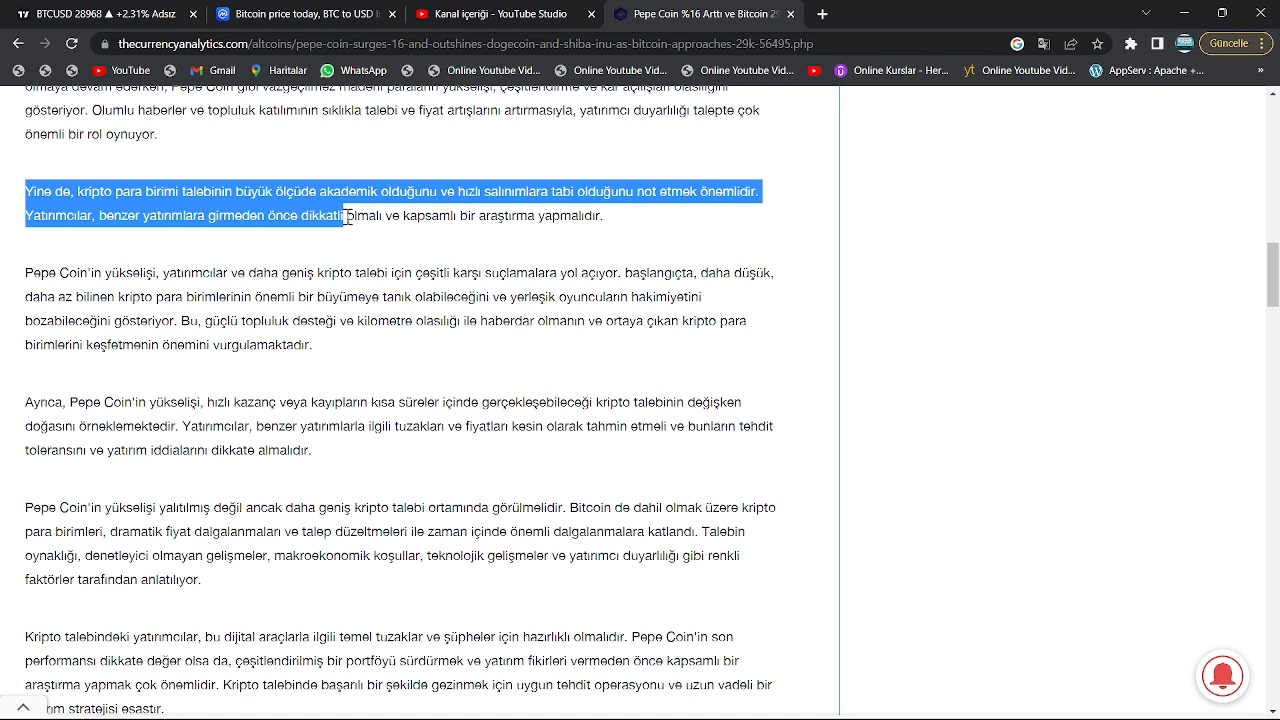 BTCUSD 28968 ▲ +2.31% Adsız
Bitcoin price today, BTC to USD li
Kanal içeriği - YouTube Studio
Pepe Coin %16 Arttı ve Bitcoin 29
thecurrencyanalytics.com/altcoins/pepe-coin-surges-16-and-outshines-dogecoin-and-shiba-inu-as-bitcoin-approaches-29k-56495.php
Güncelle
YouTube
Gmail
Haritalar
WhatsApp
Online Youtube Vid...
Online Youtube Vid...
Online Youtube Vid...
Online Kurslar - Her...
Online Youtube Vid...
AppServ : Apache +...
olmaya devam ederken, Pepe Coin gibi vazgeçilmez madeni paraların yükselişi, çeşitlendirme ve kar açılışları olasılığını
gösteriyor. Olumlu haberler ve topluluk katılımının sıklıkla talebi ve fiyat artışlarını artırmasıyla, yatırımcı duyarlılığı talepte çok
önemli bir rol oynuyor.
Yine de, kripto para birimi talebinin büyük ölçüde akademik olduğunu ve hızlı salınımlara tabi olduğunu not etmek önemlidir.
Yatırımcılar, benzer yatırımlara girmeden önce dikkatli olmalı ve kapsamlı bir araştırma yapmalıdır.
Pepe Coin'in yükselişi, yatırımcılar ve daha geniş kripto talebi için çeşitli karşı suçlamalara yol açıyor. başlangıçta, daha düşük,
daha az bilinen kripto para birimlerinin önemli bir büyümeye tanık olabileceğini ve yerleşik oyuncuların hakimiyetini
bozabileceğini gösteriyor. Bu, güçlü topluluk desteği ve kilometre olasılığı ile haberdar olmanın ve ortaya çıkan kripto para
birimlerini keşfetmenin önemini vurgulamaktadır.
Ayrıca, Pepe Coin'in yükselişi, hızlı kazanç veya kayıpların kısa süreler içinde gerçekleşebileceği kripto talebinin değişken
doğasını örneklemektedir. Yatırımcılar, benzer yatırımlarla ilgili tuzakları ve fiyatları kesin olarak tahmin etmeli ve bunların tehdit
toleransını ve yatırım iddialarını dikkate almalıdır.
Pepe Coin'in yükselişi yalıtılmış değil ancak daha geniş kripto talebi ortamında görülmelidir. Bitcoin de dahil olmak üzere kripto
para birimleri, dramatik fiyat dalgalanmaları ve talep düzeltmeleri ile zaman içinde önemli dalgalanmalara katlandı. Talebin
oynaklığı, denetleyici olmayan gelişmeler, makroekonomik koşullar, teknolojik gelişmeler ve yatırımcı duyarlılığı gibi renkli
faktörler tarafından anlatılıyor.
Kripto talebindeki yatırımcılar, bu dijital araçlarla ilgili temel tuzaklar ve şüpheler için hazırlıklı olmalıdır. Pepe Coin'in son
performansı dikkate değer olsa da, çeşitlendirilmiş bir portföyü sürdürmek ve yatırım fikirleri vermeden önce kapsamlı bir
araştırma yapmak çok önemlidir. Kripto talebinde başarılı bir şekilde gezinmek için uygun tehdit operasyonu ve uzun vadeli bir
stratejisi esastır.